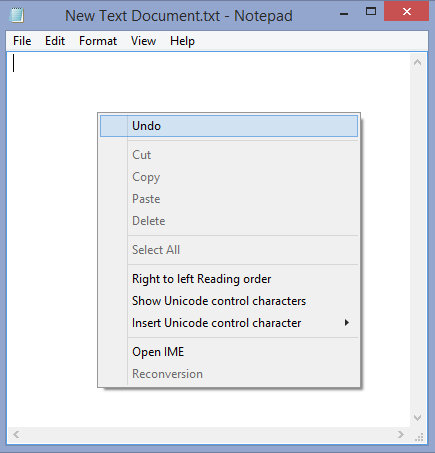 New Text Document.txt - Notepad
File Edit Format View Help
Undo
Cut
Copy
Paste
Delete
Select All
Right to left Reading order
Show Unicode control characters
Insert Unicode control character
Open IME
Reconversion